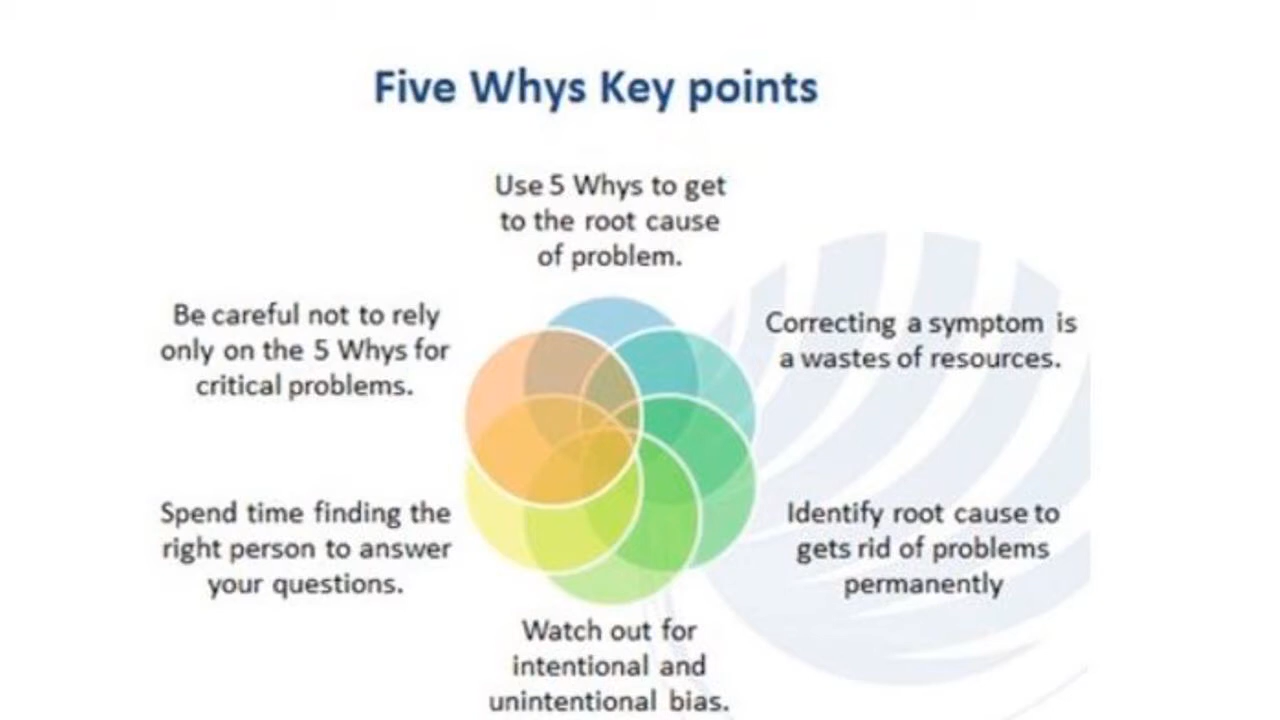 Five Whys Key points
Use 5 Whys to get
to the root cause
of problem.
Correcting a symptom is
a wastes of resources.
Identify root cause to
gets rid of problems
permanently
Watch out for
intentional and
unintentional bias.
Spend time finding the
right person to answer
your questions.
Be careful not to rely
only on the 5 Whys for
critical problems.